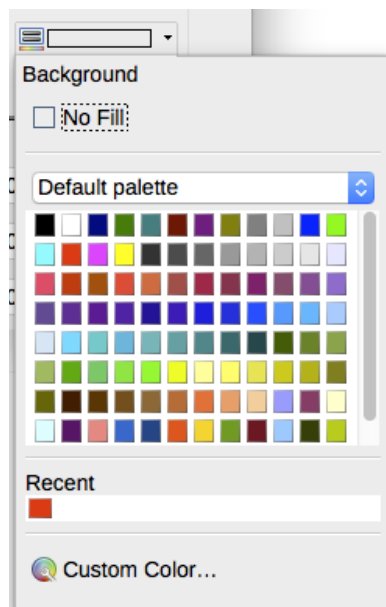 Background
No Fill
Default palette
Recent
Custom Color...